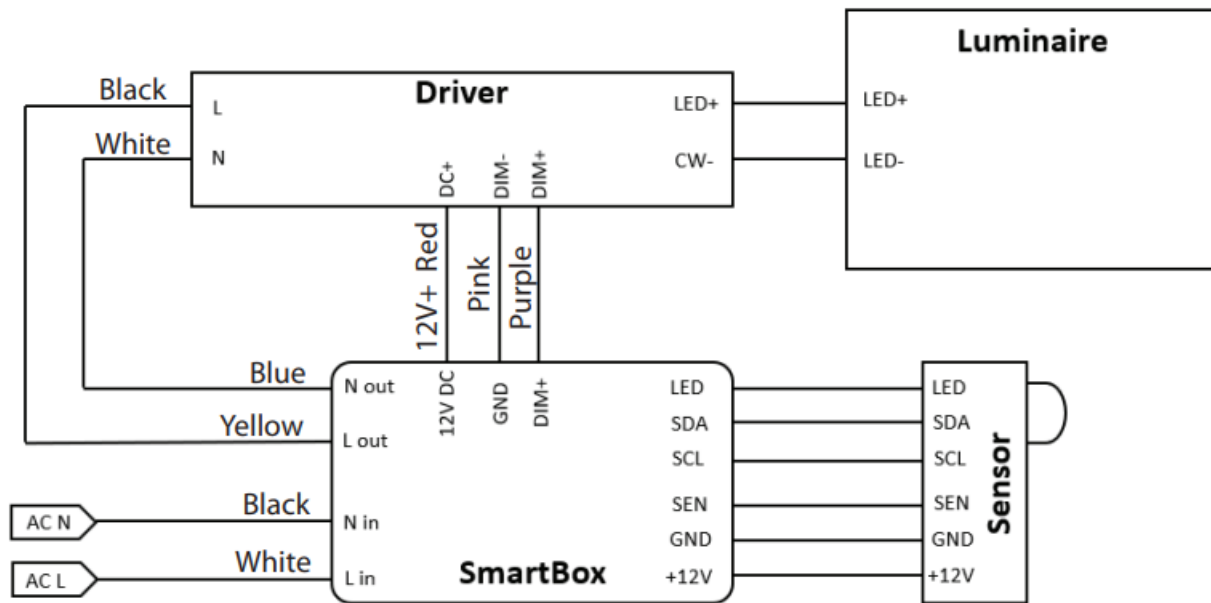 Luminaire
LED+
LED-
Driver
Black
L
White
N
LED+
CW-
DC+
DIM-
DIM+
12V+ Red
Pink
Purple
Blue
N out
Yellow
L out
12V DC
GND
DIM+
AC N
Black
N in
AC L
White
L in
SmartBox
LED
SDA
SCL
SEN
GND
+12V
LED
SDA
SCL
SEN
GND
+12V
Sensor